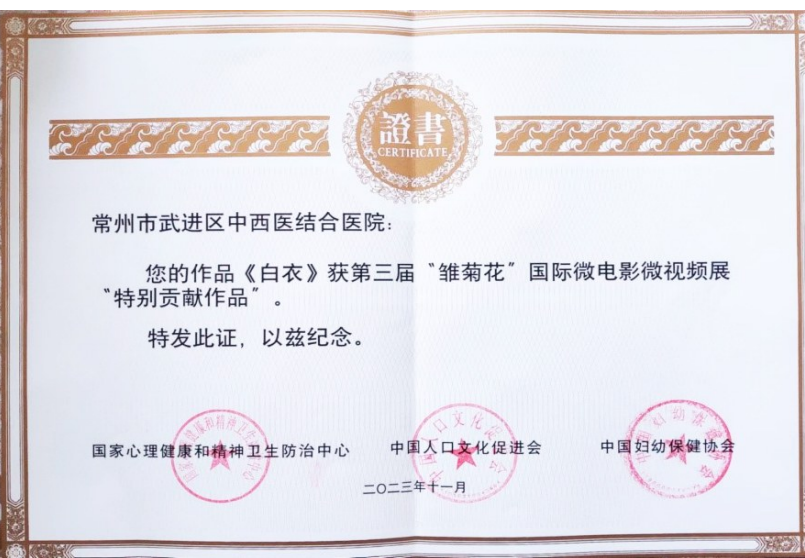 證書
CERTIFICATE
常州市武进区中西医结合医院:
您的作品《白衣》获第三届“雏菊花”国际微电影微视频展
“特别贡献作品”。
特发此证，以兹纪念。
国家心理健康和精神卫生防治中心 中国人口文化促进会 中国妇幼保健协会
二〇二三年十一月